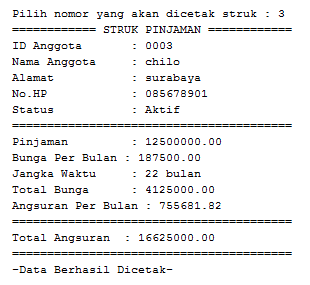 Pilih nomor yang akan dicetak struk : 3
============ STRUK PINJAMAN ============
ID Anggota       : 0003
Nama Anggota     : chilo
Alamat           : surabaya
No.HP            : 085678901
Status           : Aktif
========================================
Pinjaman         : 12500000.00
Bunga Per Bulan : 187500.00
Jangka Waktu     : 22 bulan
Total Bunga      : 4125000.00
Angsuran Per Bulan : 755681.82
========================================
Total Angsuran  : 16625000.00
========================================
-Data Berhasil Dicetak-